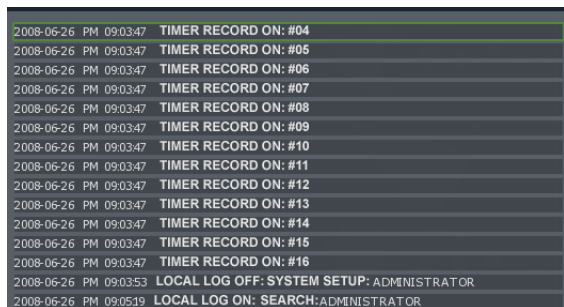 2008-06-26 PM 09:03:47 TIMER RECORD ON: #04
2008-06-26 PM 09:03:47 TIMER RECORD ON: #05
2008-06-26 PM 09:03:47 TIMER RECORD ON: #06
2008-06-26 PM 09:03:47 TIMER RECORD ON: #07
2008-06-26 PM 09:03:47 TIMER RECORD ON: #08
2008-06-26 PM 09:03:47 TIMER RECORD ON: #09
2008-06-26 PM 09:03:47 TIMER RECORD ON: #10
2008-06-26 PM 09:03:47 TIMER RECORD ON: #11
2008-06-26 PM 09:03:47 TIMER RECORD ON: #12
2008-06-26 PM 09:03:47 TIMER RECORD ON: #13
2008-06-26 PM 09:03:47 TIMER RECORD ON: #14
2008-06-26 PM 09:03:47 TIMER RECORD ON: #15
2008-06-26 PM 09:03:47 TIMER RECORD ON: #16
2008-06-26 PM 09:03:53 LOCAL LOG OFF: SYSTEM SETUP: ADMINISTRATOR
2008-06-26 PM 09:05:19 LOCAL LOG ON: SEARCH:ADMINISTRATOR